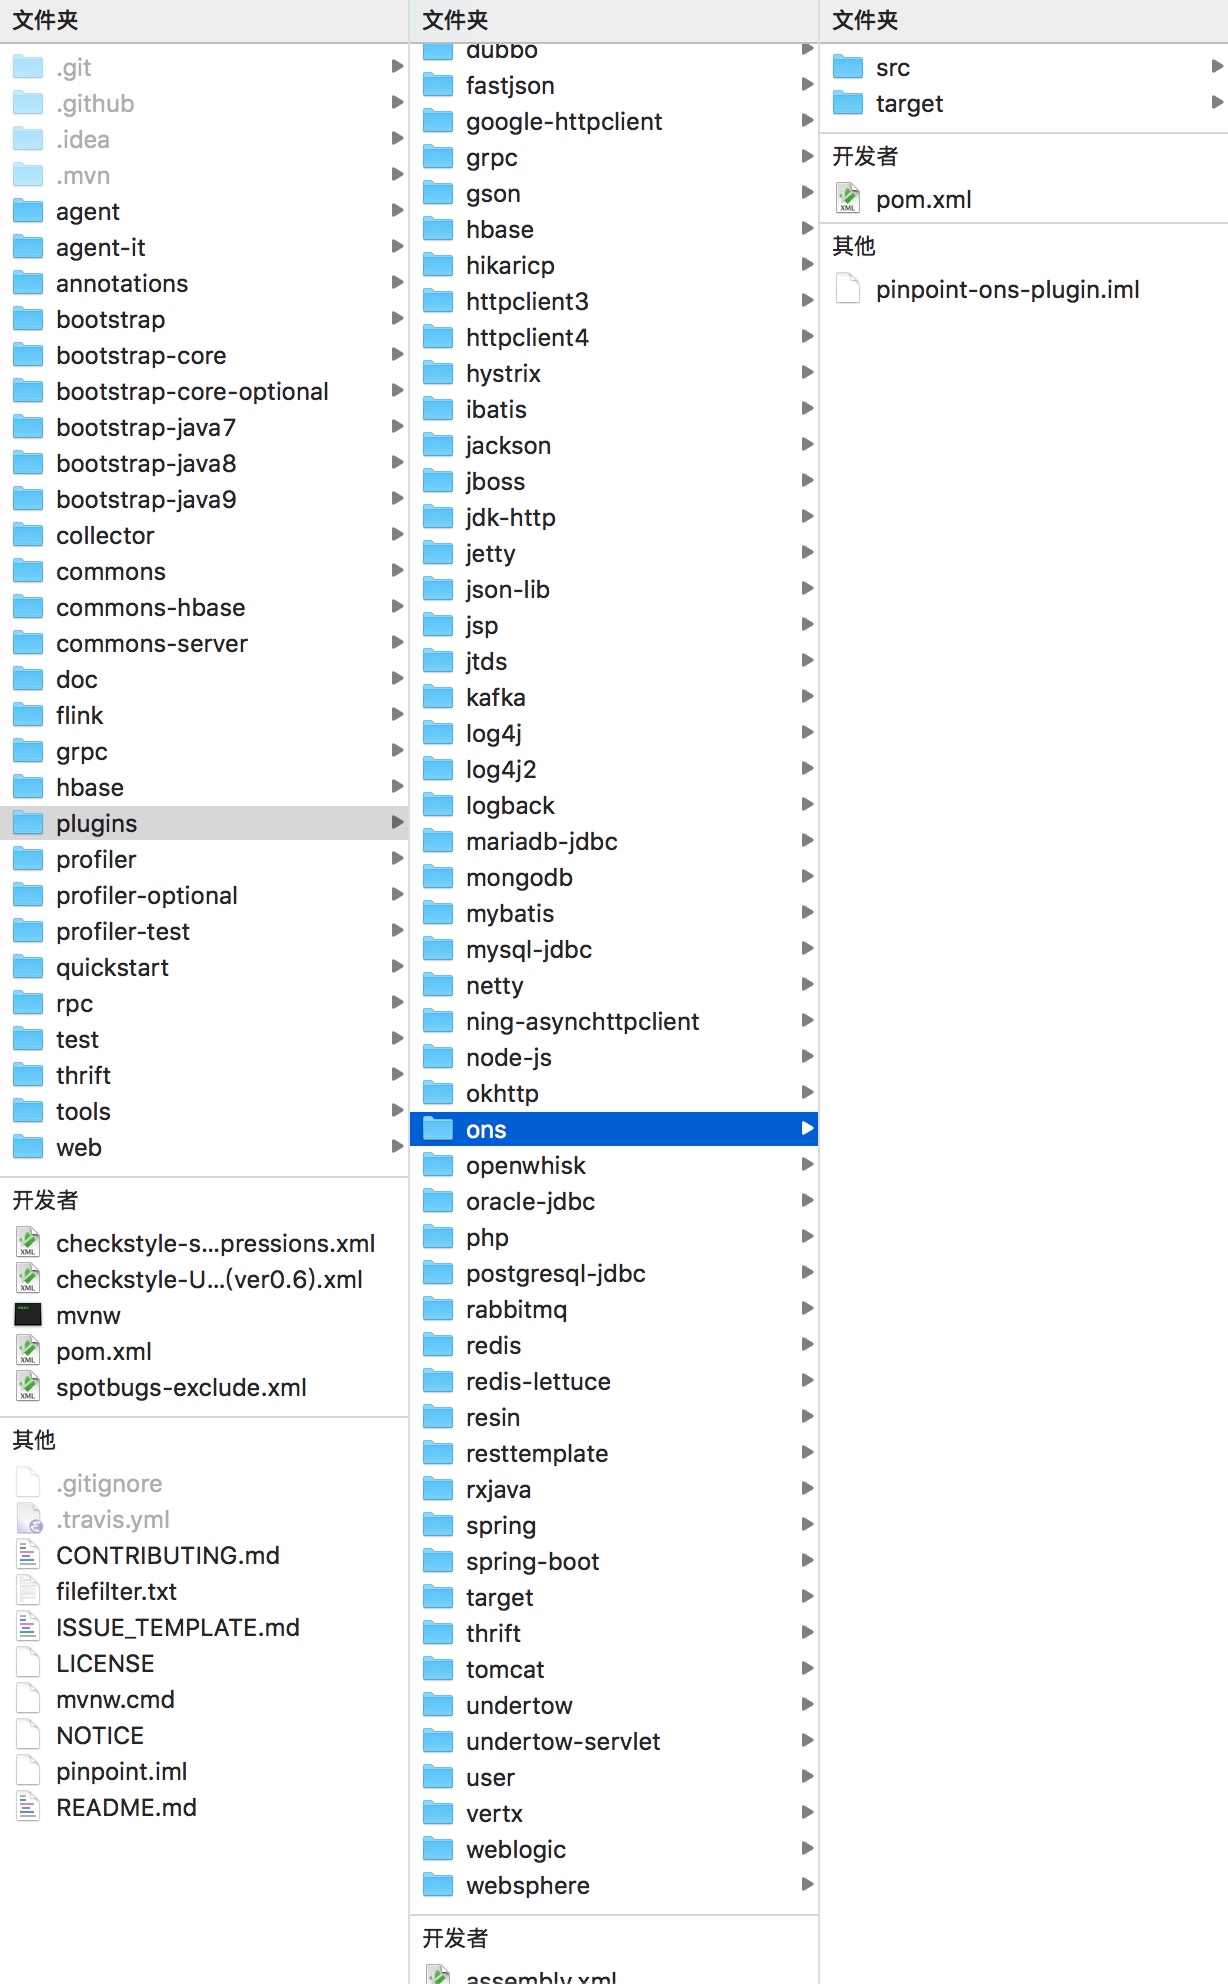 文件夹
.git
.github
.idea
.mvn
agent
agent-it
annotations
bootstrap
bootstrap-core
bootstrap-core-optional
bootstrap-java7
bootstrap-java8
bootstrap-java9
collector
commons
commons-hbase
commons-server
doc
flink
grpc
hbase
plugins
profiler
profiler-optional
profiler-test
quickstart
rpc
test
thrift
tools
web
开发者
checkstyle-s...pressions.xml
checkstyle-U...(ver0.6).xml
mvnw
pom.xml
spotbugs-exclude.xml
其他
.gitignore
.travis.yml
CONTRIBUTING.md
filefilter.txt
ISSUE_TEMPLATE.md
LICENSE
mvnw.cmd
NOTICE
pinpoint.iml
README.md
文件夹
dubbo
fastjson
google-httpclient
grpc
gson
hbase
hikaricp
httpclient3
httpclient4
hystrix
ibatis
jackson
jboss
jdk-http
jetty
json-lib
jsp
jtds
kafka
log4j
log4j2
logback
mariadb-jdbc
mongodb
mybatis
mysql-jdbc
netty
ning-asynchttpclient
node-js
okhttp
ons
openwhisk
oracle-jdbc
php
postgresql-jdbc
rabbitmq
redis
redis-lettuce
resin
resttemplate
rxjava
spring
spring-boot
target
thrift
tomcat
undertow
undertow-servlet
user
vertx
weblogic
websphere
开发者
assembly.xml
文件夹
src
target
开发者
pom.xml
其他
pinpoint-ons-plugin.iml